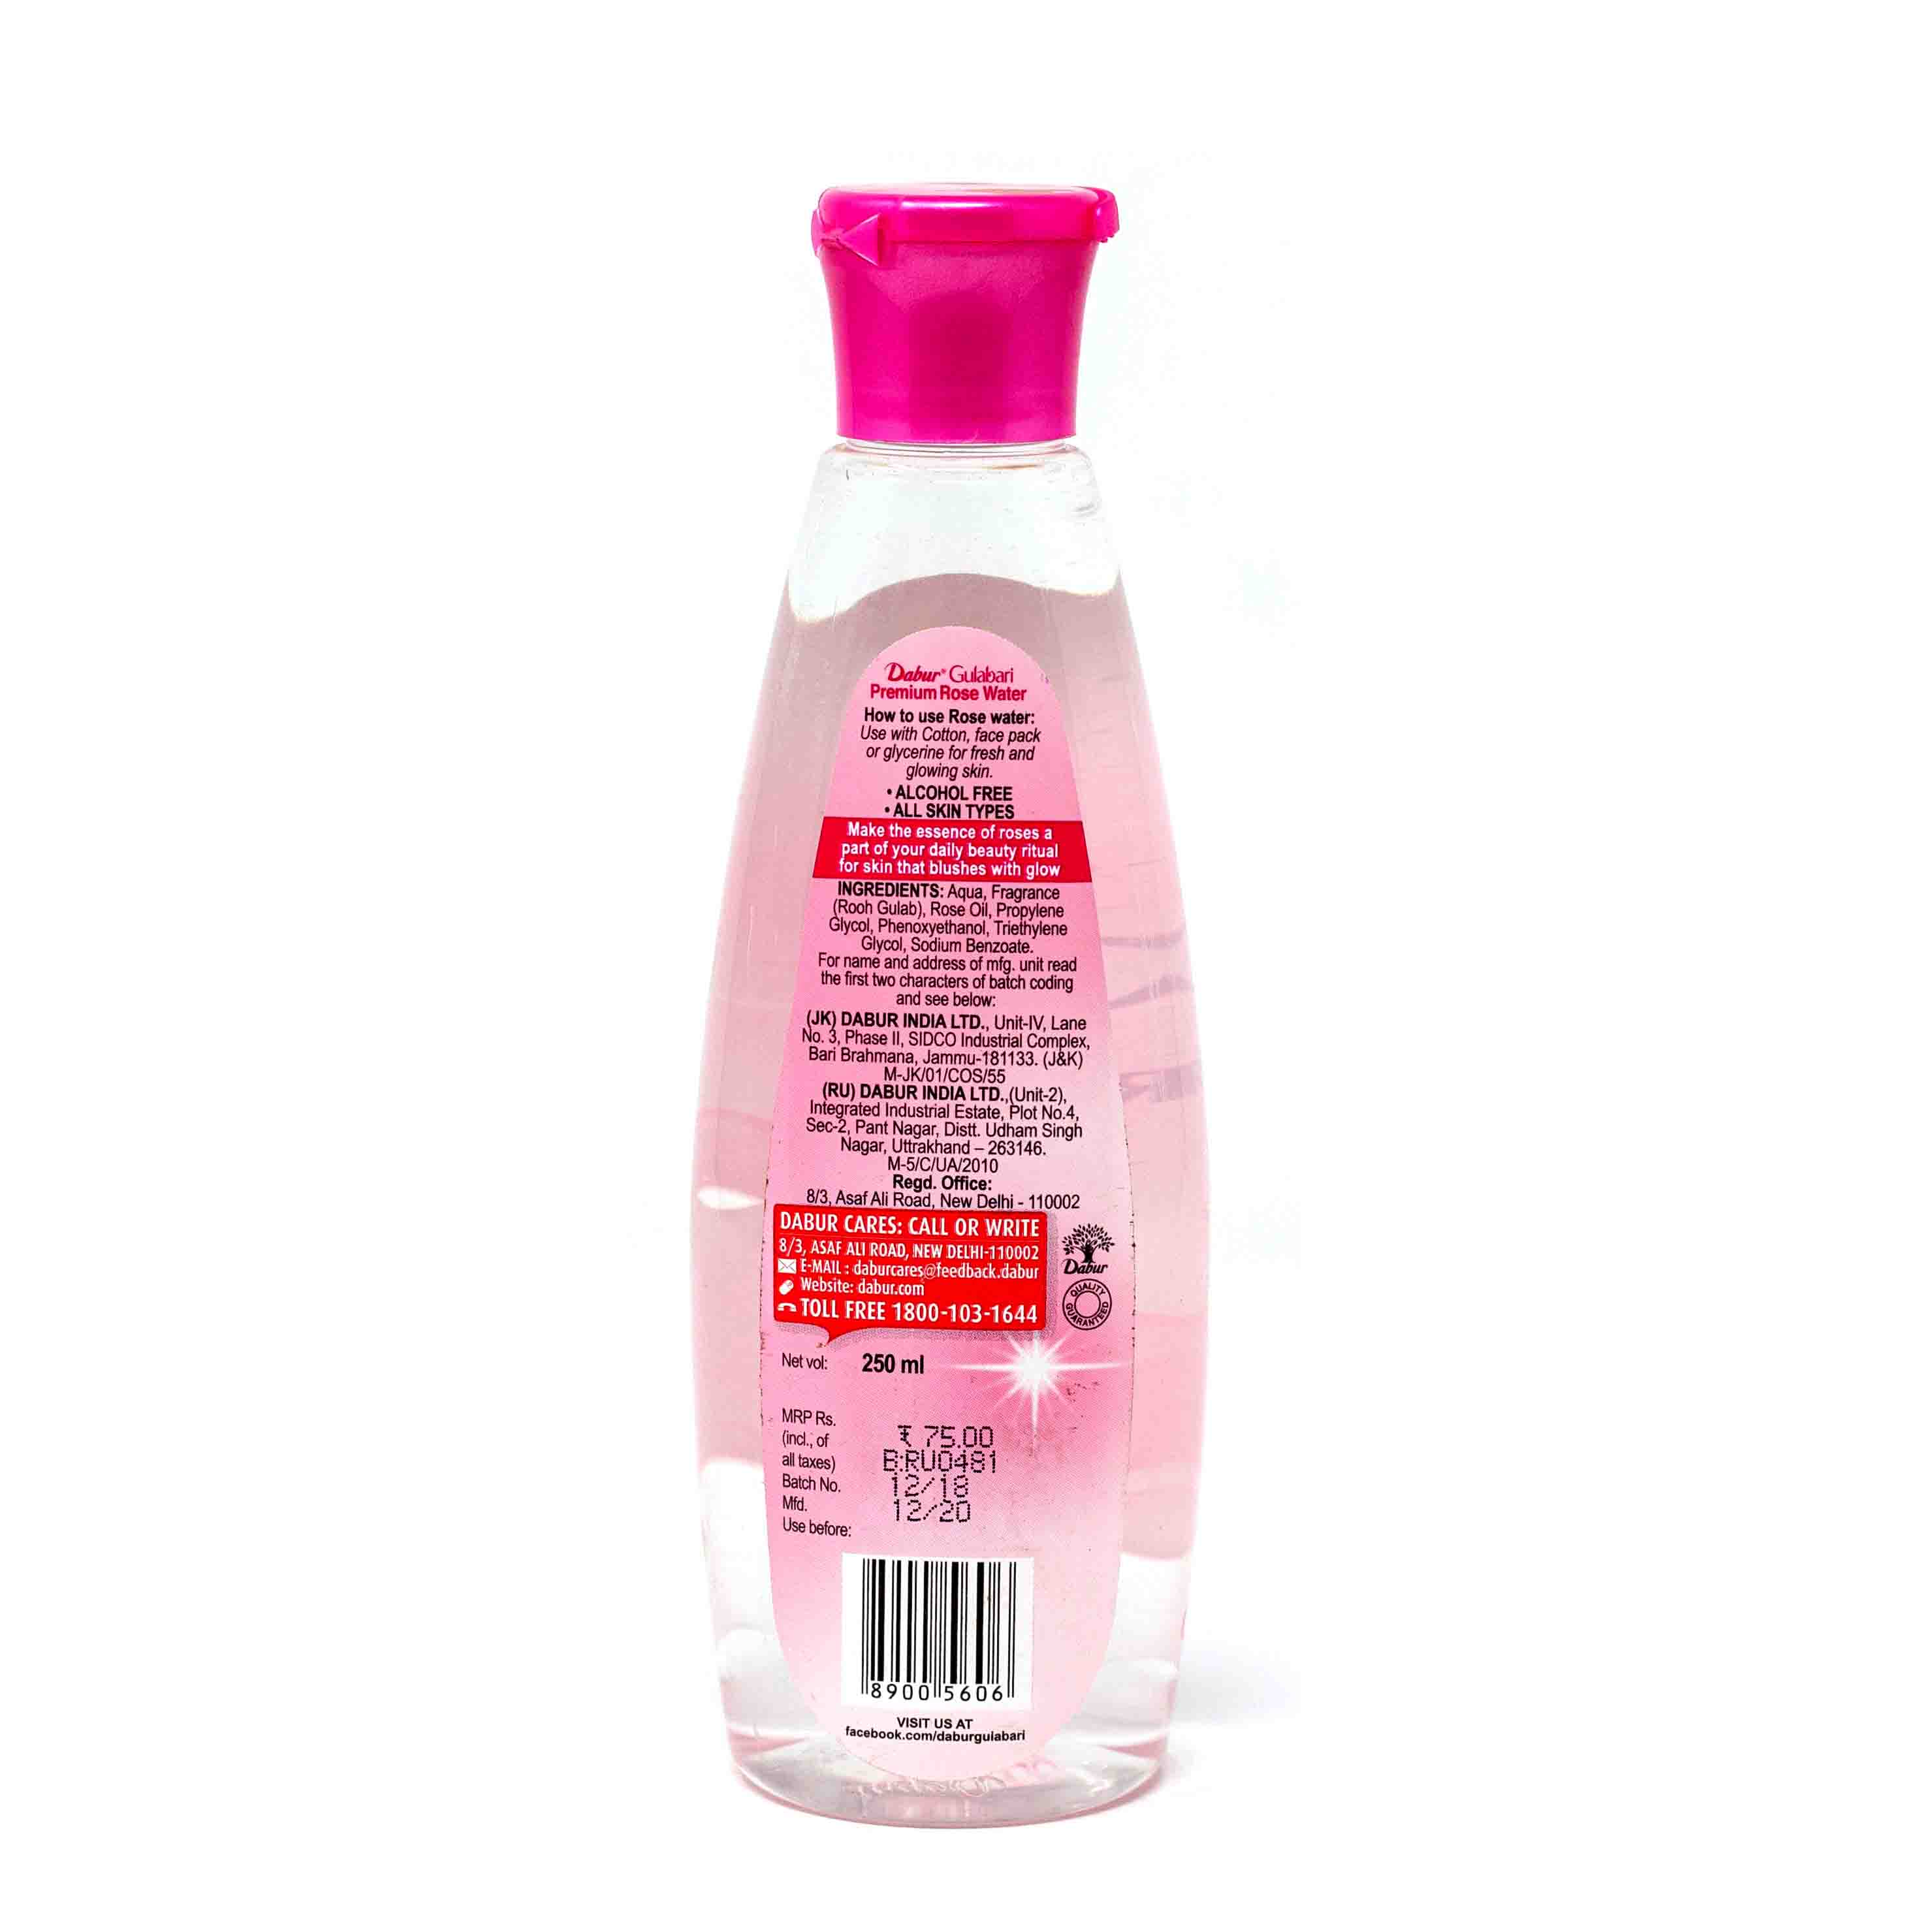 Dabur® Gulabari
Premium Rose Water
How to use Rose water:
Use with Cotton, face pack
or glycerine for fresh and
glowing skin.
• ALCOHOL FREE
• ALL SKIN TYPES
Make the essence of roses a
part of your daily beauty ritual
for skin that blushes with glow
INGREDIENTS: Aqua, Fragrance
(Rooh Gulab), Rose Oil, Propylene
Glycol, Phenoxyethanol, Triethylene
Glycol, Sodium Benzoate.
For name and address of mfg. unit read
the first two characters of batch coding
and see below:
(JK) DABUR INDIA LTD., Unit-IV, Lane
No. 3, Phase II, SIDCO Industrial Complex,
Bari Brahmana, Jammu-181133. (J&K)
M-JK/01/COS/55
(RU) DABUR INDIA LTD.,(Unit-2),
Integrated Industrial Estate, Plot No.4,
Sec-2, Pant Nagar, Distt. Udham Singh
Nagar, Uttrakhand – 263146.
M-5/C/UA/2010
Regd. Office:
8/3, Asaf Ali Road, New Delhi - 110002
DABUR CARES: CALL OR WRITE
8/3, ASAF ALI ROAD, NEW DELHI-110002
E-MAIL : daburcares@feedback.dabur
Website: dabur.com
TOLL FREE 1800-103-1644
Dabur
QUALITY GUARANTEED
Net vol: 250 ml
MRP Rs.
(incl., of ₹ 75.00
all taxes) B:RU0481
Batch No. 12/18
Mfd. 12/20
Use before:
8900 5606
VISIT US AT
facebook.com/daburgulabari